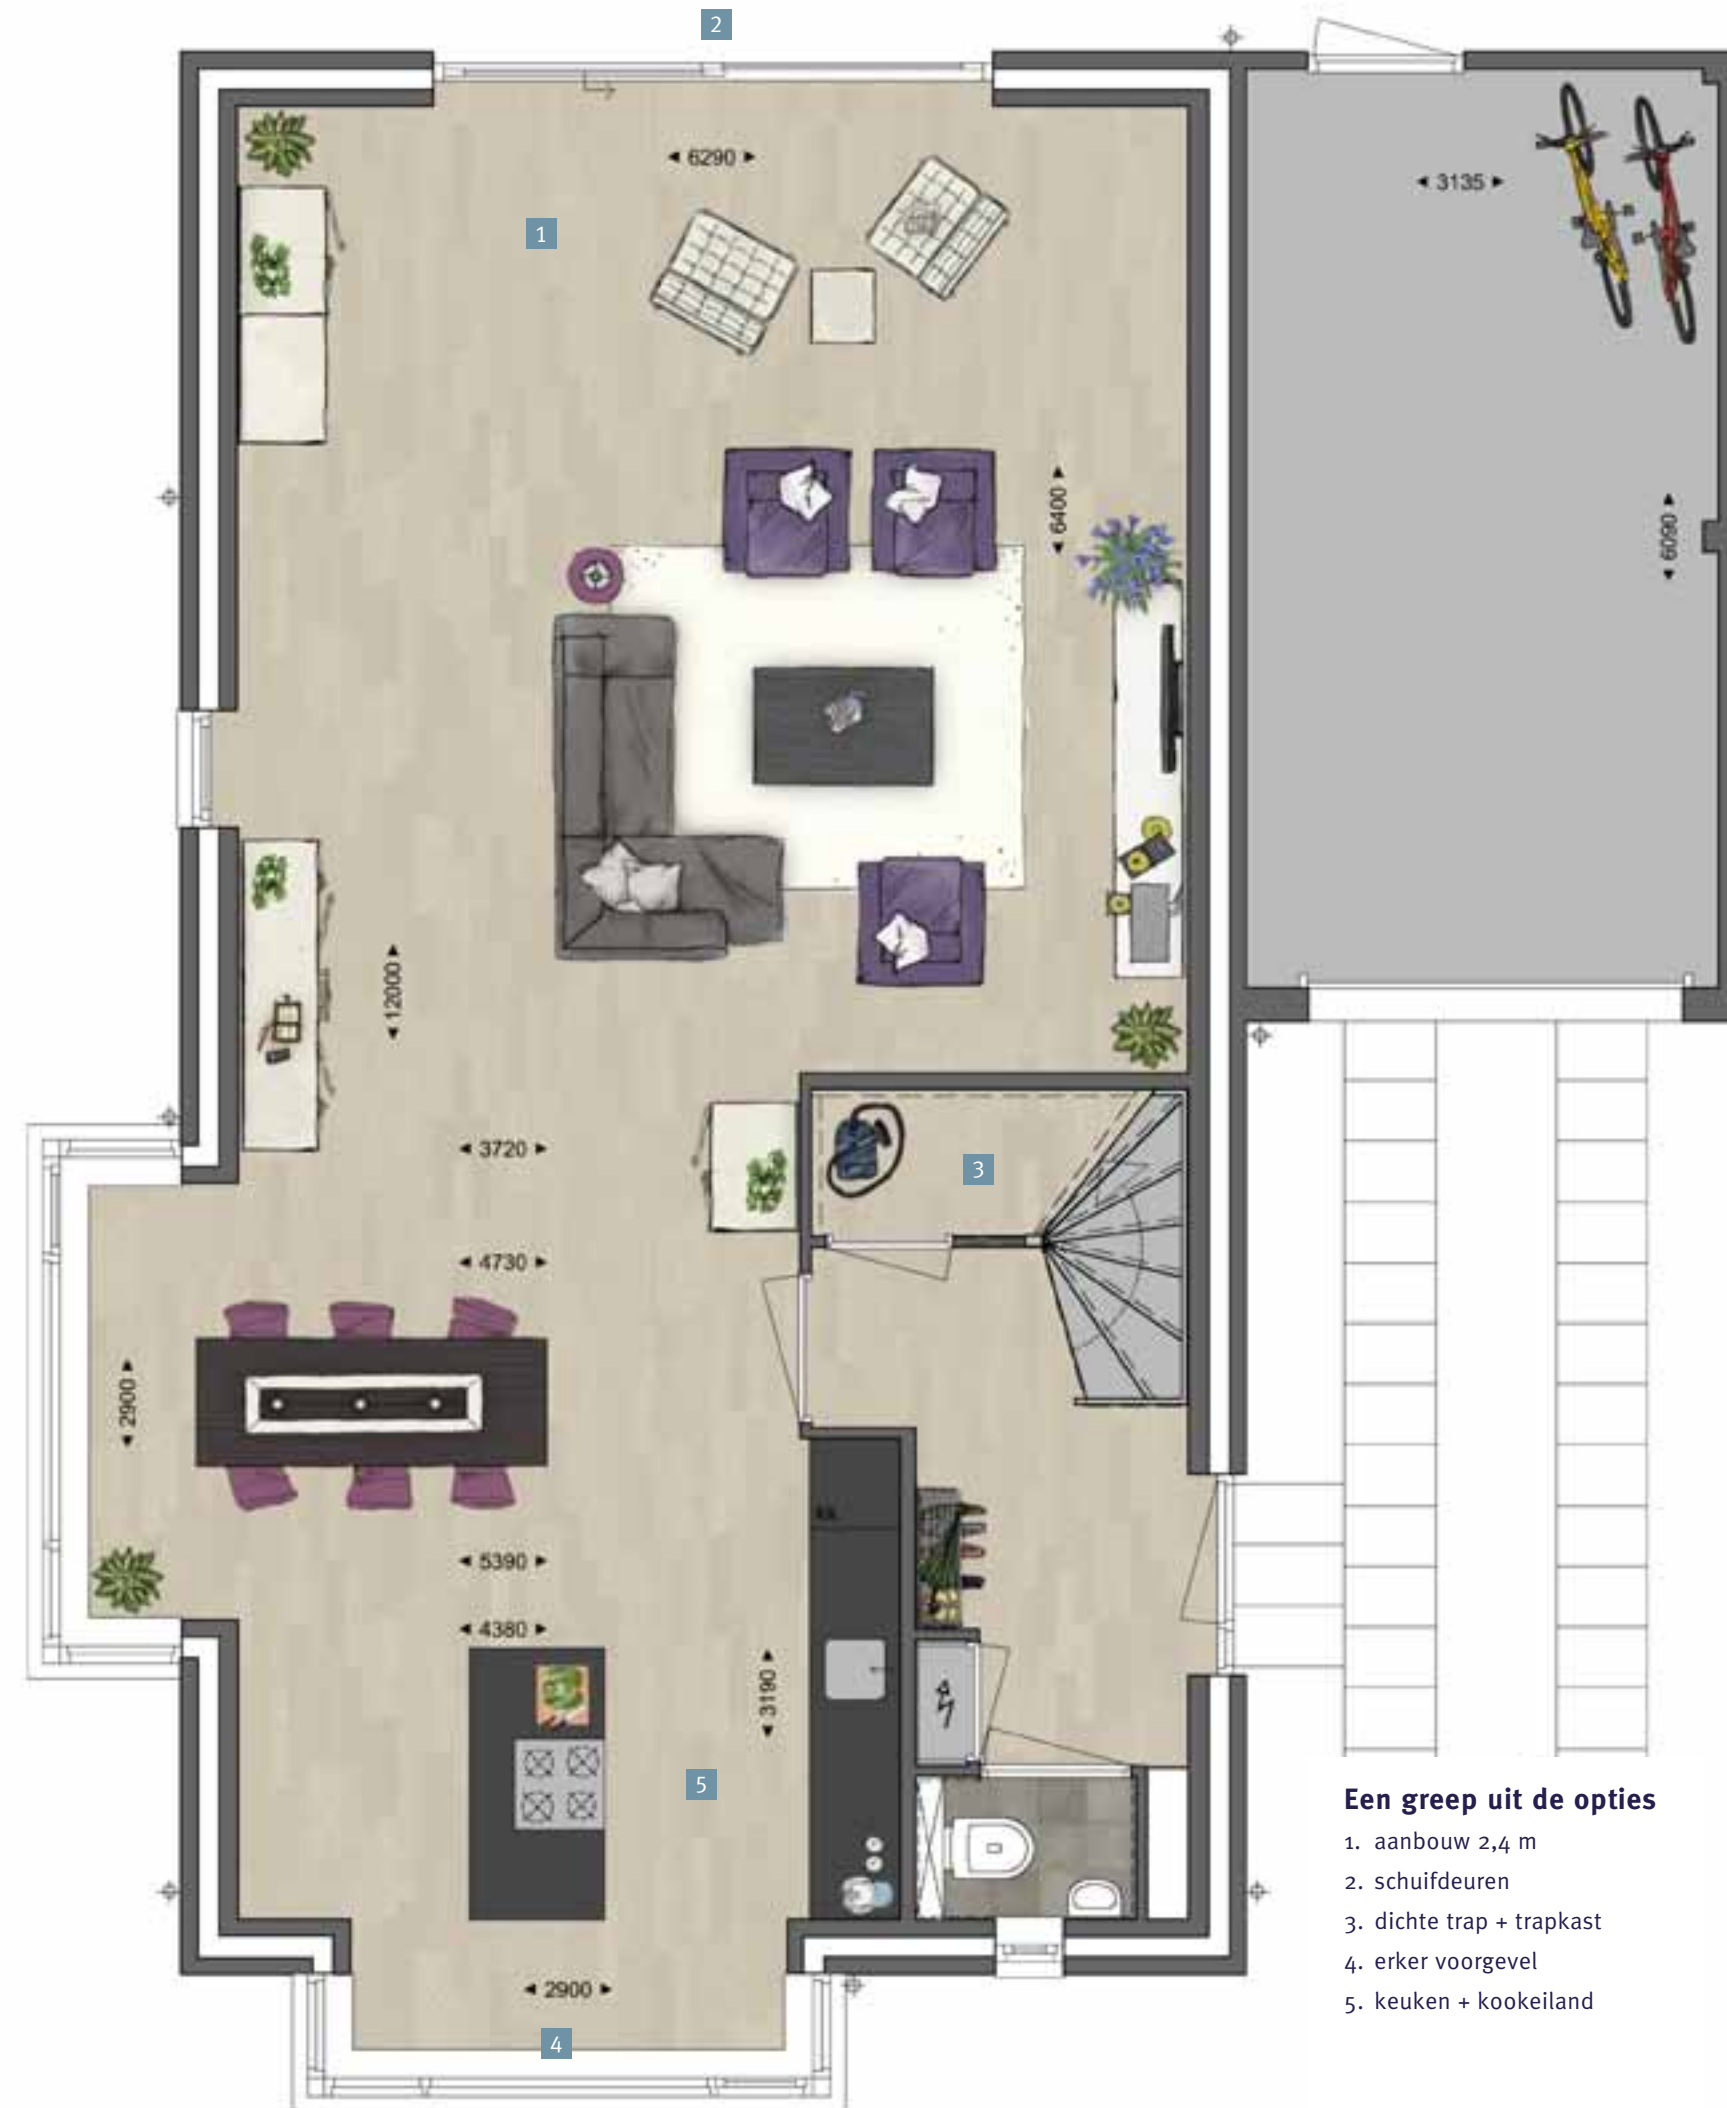 2
6290
3135
1
6400
6090
12000
3720
3
4730
2900
5390
4380
3190
5
2900
4
Een greep uit de opties
1. aanbouw 2,4 m
2. schuifdeuren
3. dichte trap + trapkast
4. erker voorgevel
5. keuken + kookeiland